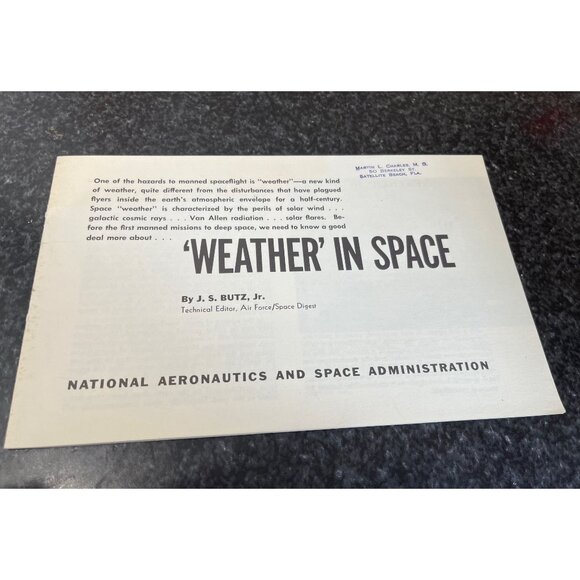 One of the hazards to manned spaceflight is "weather"—a new kind
of weather, quite different from the disturbances that have plagued
flyers inside the earth's atmospheric envelope for a half-century.
Space "weather" is characterized by the perils of solar wind . . .
galactic cosmic rays . . . Van Allen radiation . . . solar flares. Be-
fore the first manned missions to deep space, we need to know a good
deal more about . . .
MARTIN L. CHARLES, M. D.
50 BERKELEY ST.
SATELLITE BEACH, FLA.
'WEATHER' IN SPACE
By J. S. BUTZ, Jr.
Technical Editor, Air Force/Space Digest
NATIONAL AERONAUTICS AND SPACE ADMINISTRATION